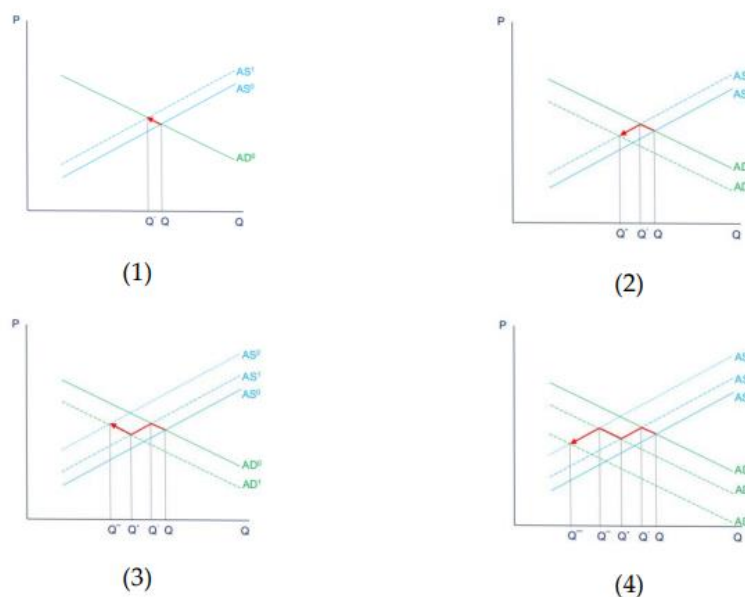 P
AS¹
AS⁰
AD⁰
Q' Q Q
(1)
P
AS
AS
AD
AD
Q" Q' Q Q
(2)
P
AS⁰
AS¹
AS⁰
AD⁰
AD¹
Q Q
(3)
P
AS
AS
AS
AD
AD
AD
Q Q
(4)